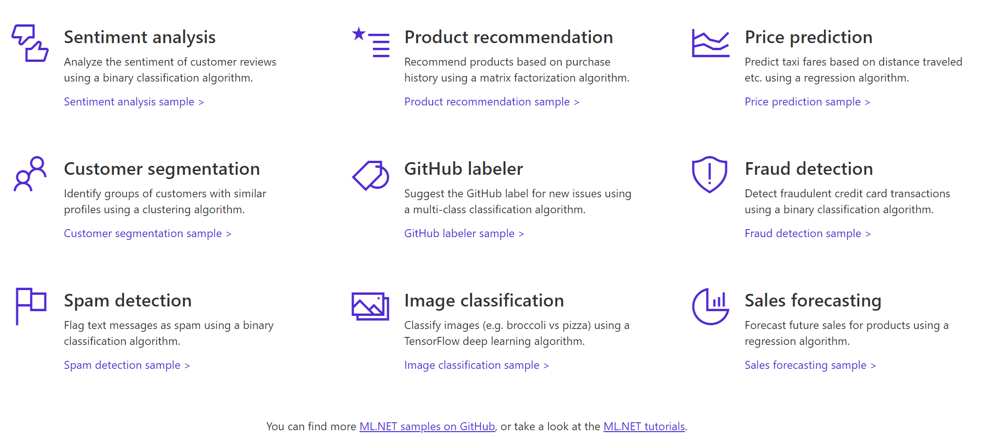 Sentiment analysis
Analyze the sentiment of customer reviews
using a binary classification algorithm.
Sentiment analysis sample >
Product recommendation
Recommend products based on purchase
history using a matrix factorization algorithm.
Product recommendation sample >
Price prediction
Predict taxi fares based on distance traveled
etc. using a regression algorithm.
Price prediction sample >
Customer segmentation
Identify groups of customers with similar
profiles using a clustering algorithm.
Customer segmentation sample >
GitHub labeler
Suggest the GitHub label for new issues using
a multi-class classification algorithm.
GitHub labeler sample >
Fraud detection
Detect fraudulent credit card transactions
using a binary classification algorithm.
Fraud detection sample >
Spam detection
Flag text messages as spam using a binary
classification algorithm.
Spam detection sample >
Image classification
Classify images (e.g. broccoli vs pizza) using a
TensorFlow deep learning algorithm.
Image classification sample >
Sales forecasting
Forecast future sales for products using a
regression algorithm.
Sales forecasting sample >
You can find more ML.NET samples on GitHub, or take a look at the ML.NET tutorials.